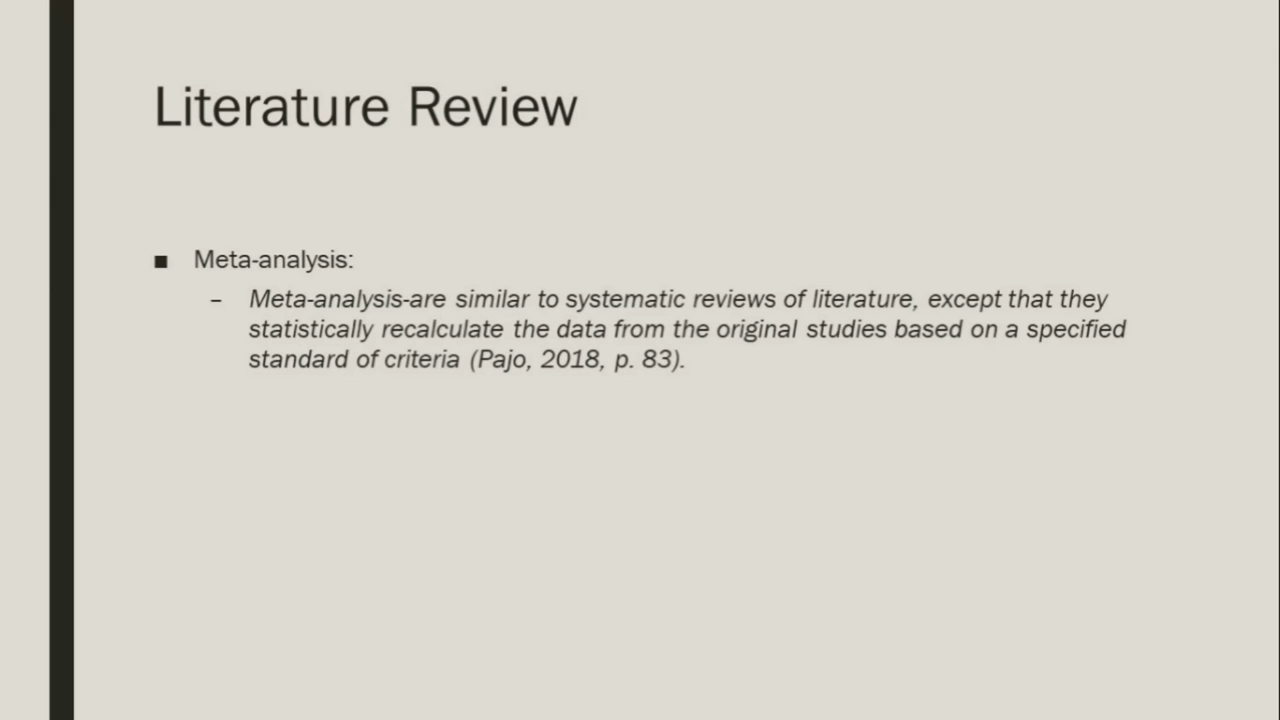 Literature Review
■ Meta-analysis:
– Meta-analysis-are similar to systematic reviews of literature, except that they
statistically recalculate the data from the original studies based on a specified
standard of criteria (Pajo, 2018, p. 83).